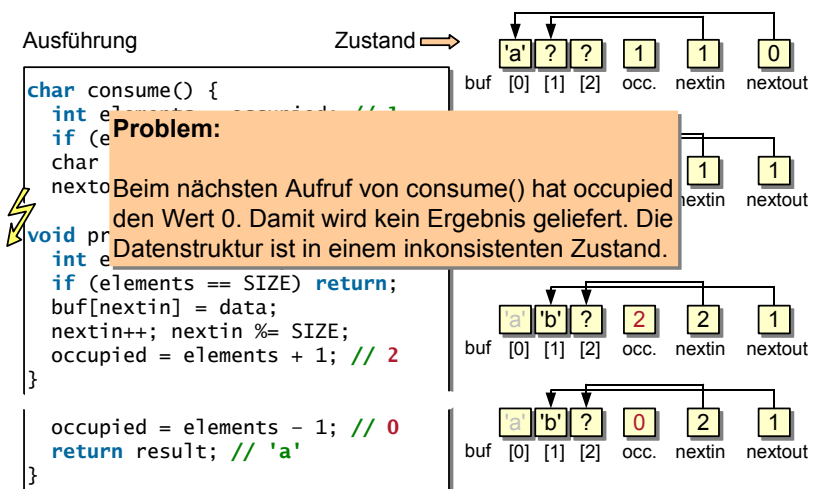 Ausführung
Zustand
'a' ? ? 1 1 0
buf [0] [1] [2] occ. nextin nextout
char consume() {
int
if (e
char
nexto
Problem:
Beim nächsten Aufruf von consume() hat occupied
den Wert 0. Damit wird kein Ergebnis geliefert. Die
Datenstruktur ist in einem inkonsistenten Zustand.
1 1
nextin nextout
void pr
int e
if (elements == SIZE) return;
buf[nextin] = data;
nextin++; nextin %= SIZE;
occupied = elements + 1; // 2
}
'a' 'b' ? 2 2 1
buf [0] [1] [2] occ. nextin nextout
occupied = elements – 1; // 0
return result; // 'a'
}
'a' 'b' ? 0 2 1
buf [0] [1] [2] occ. nextin nextout